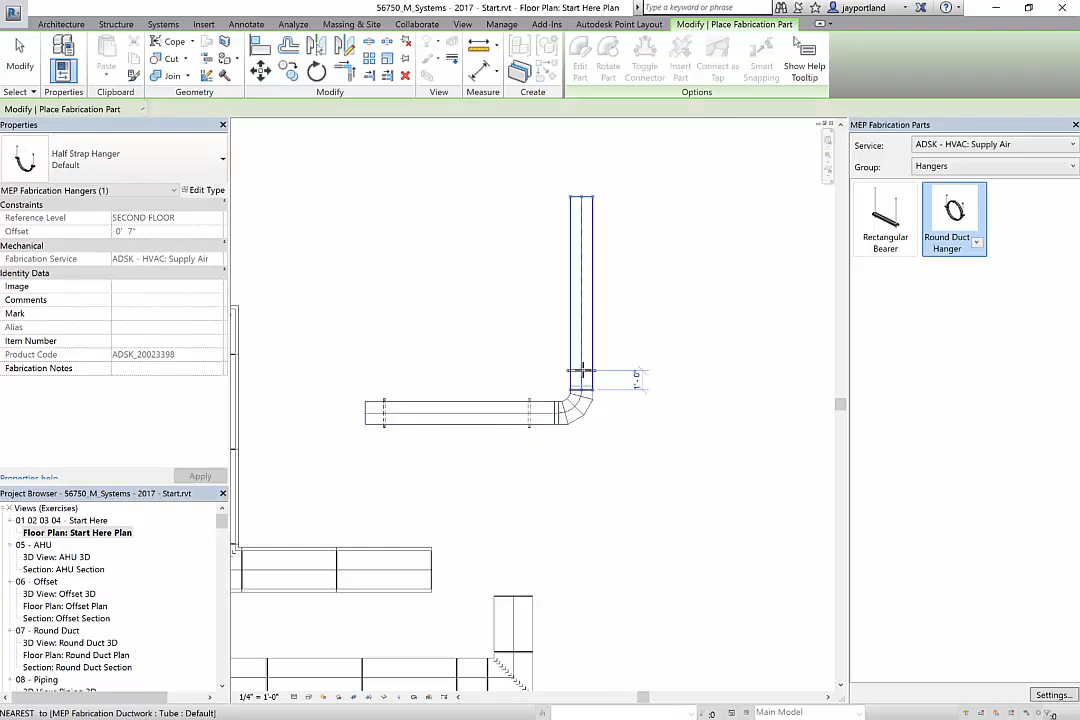 56750_M_Systems - 2017 - Start.rvt - Floor Plan: Start Here Plan
Type a keyword or phrase
jayportland
Architecture Structure Systems Insert Annotate Analyze Massing & Site Collaborate View Manage Add-Ins Autodesk Point Layout Modify | Place Fabrication Part
Modify
Paste
Cope
Cut
Join
Edit Part
Rotate Part
Toggle Connector
Insert Part
Connect as Tap
Smart Snapping
Show Help Tooltip
Select Properties Clipboard Geometry Modify View Measure Create Options
Modify | Place Fabrication Part
Properties
Half Strap Hanger
Default
MEP Fabrication Hangers (1)
Edit Type
Constraints
Reference Level SECOND FLOOR
Offset 0' 7"
Mechanical
Fabrication Service ADSK - HVAC: Supply Air
Identity Data
Image
Comments
Mark
Alias
Item Number
Product Code ADSK_20023398
Fabrication Notes
Properties help
Apply
Project Browser - 56750_M_Systems - 2017 - Start.rvt
Views (Exercises)
01 02 03 04 - Start Here
Floor Plan: Start Here Plan
05 - AHU
3D View: AHU 3D
Section: AHU Section
06 - Offset
3D View: Offset 3D
Floor Plan: Offset Plan
Section: Offset Section
07 - Round Duct
3D View: Round Duct 3D
Floor Plan: Round Duct Plan
Section: Round Duct Section
08 - Piping
1' - 0"
MEP Fabrication Parts
Service: ADSK - HVAC: Supply Air
Group: Hangers
Rectangular Bearer
Round Duct Hanger
Settings...
1/4" = 1'-0"
NEAREST to [MEP Fabrication Ductwork : Tube : Default]
:0
Main Model
:0